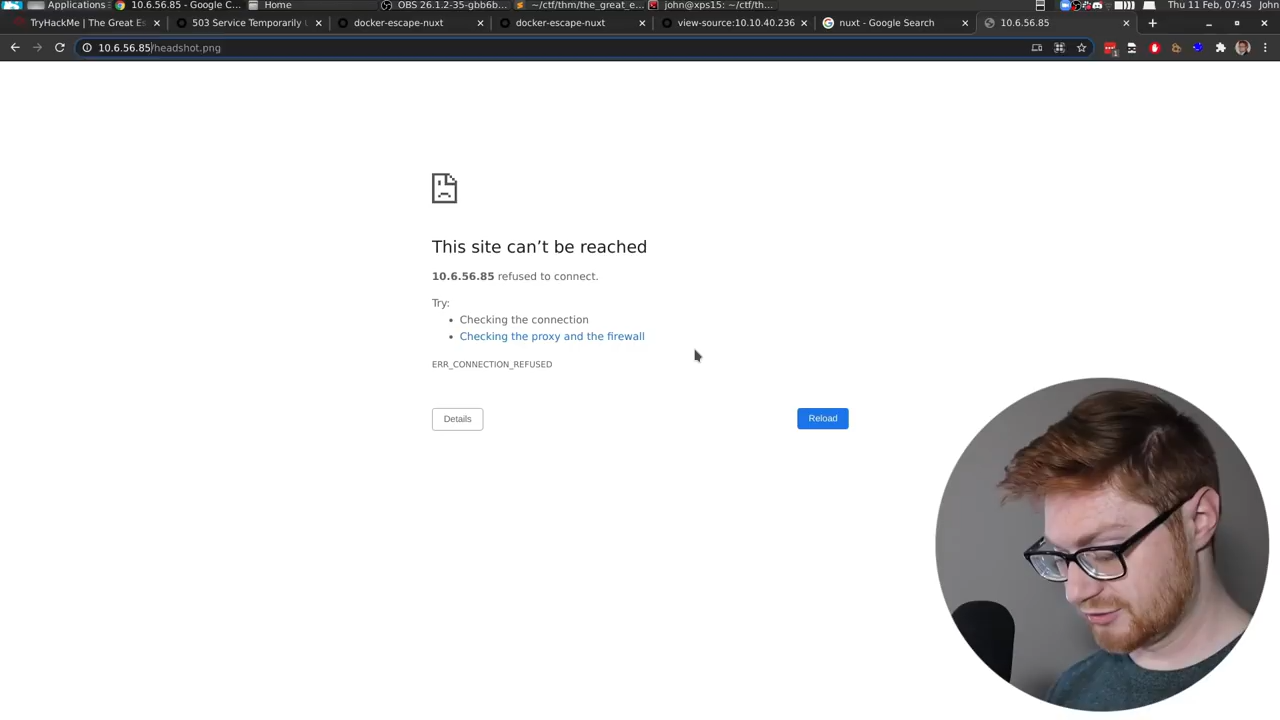 Applications
10.6.56.85 - Google C...
Home
OBS 26.1.2-35-gbb6b...
~/ctf/thm/the_great_e...
john@xps15: ~/ctf/th...
Thu 11 Feb, 07:45 John
TryHackMe | The Great Es
503 Service Temporarily
docker-escape-nuxt
docker-escape-nuxt
view-source:10.10.40.236
nuxt - Google Search
10.6.56.85
10.6.56.85/headshot.png
This site can’t be reached
10.6.56.85 refused to connect.
Try:
• Checking the connection
• Checking the proxy and the firewall
ERR_CONNECTION_REFUSED
Details
Reload